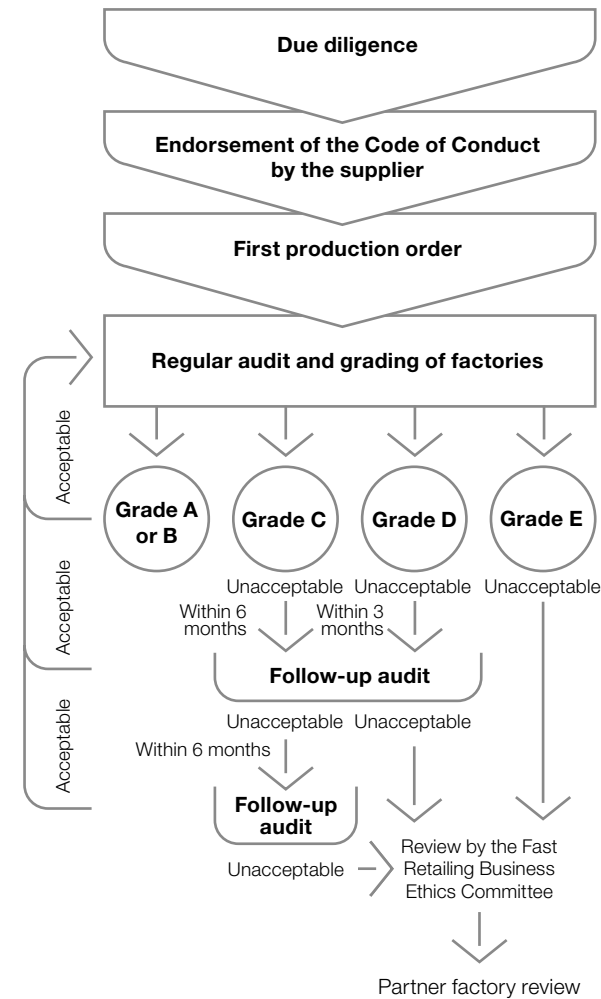 Due diligence
Endorsement of the Code of Conduct
by the supplier
First production order
Regular audit and grading of factories
Acceptable
Grade A
or B
Grade C
Grade D
Grade E
Unacceptable
Unacceptable
Unacceptable
Within 6
months
Within 3
months
Acceptable
Follow-up audit
Unacceptable
Unacceptable
Acceptable
Within 6 months
Follow-up
audit
Unacceptable
Review by the Fast
Retailing Business
Ethics Committee
Partner factory review